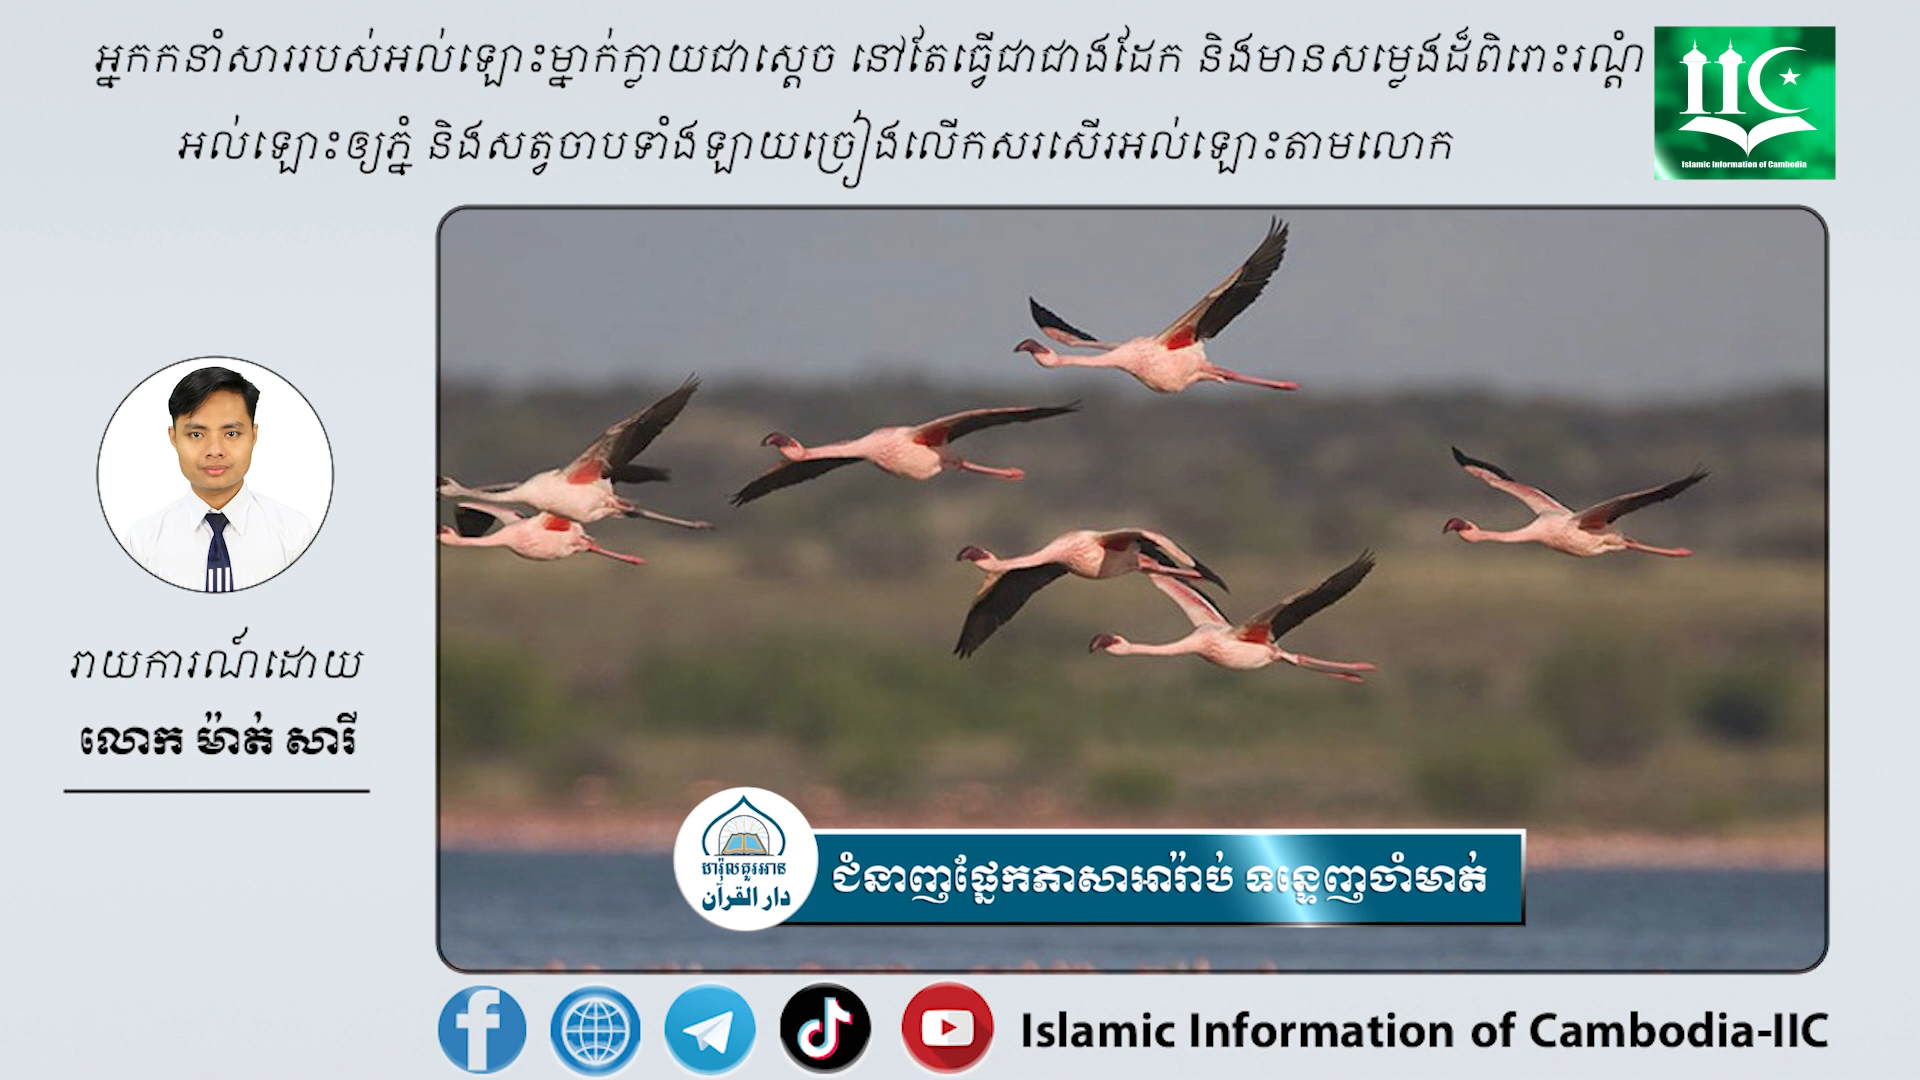 អ្នកកនាំសាររបស់អល់ឡោះម្នាក់ក្លាយជាស្តេច នៅតែធ្វើជាជាងដែក និងមានសម្លេងដ៏ពិរោះរណ្តំ
អល់ឡោះឲ្យភ្នំ និងសត្វចាបទាំងឡាយច្រៀងលើកសរសើរអល់ឡោះតាមលោក
IIC
Islamic Information of Cambodia
រាយការណ៍ដោយ
លោក ម៉ាត់ សារី
ដារ៉ុលគួរអាន
دار القرآن
ជំនាញផ្នែកភាសាអារ៉ាប់ ទន្ទេញចាំមាត់
Islamic Information of Cambodia-IIC